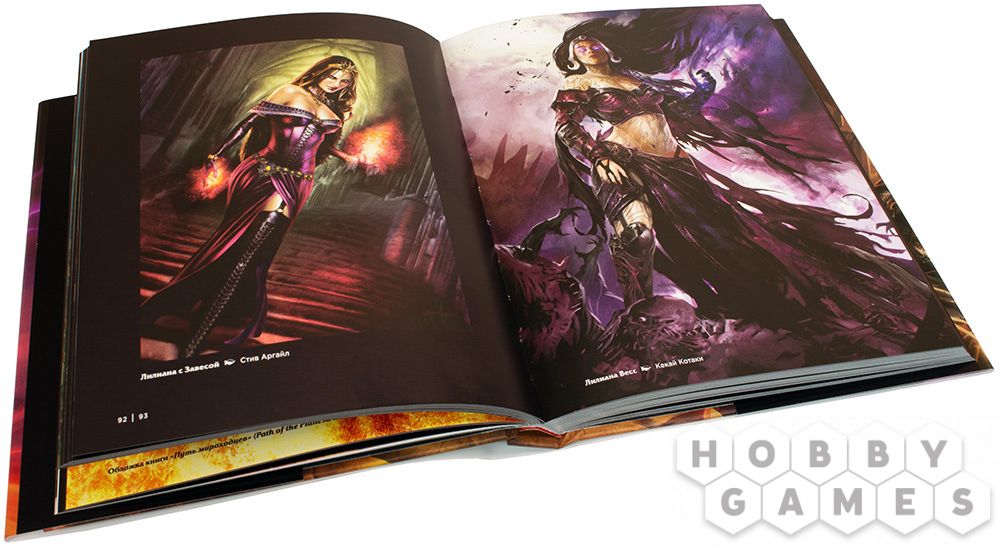 Лилиана с Завесой Стив Аргайл
92 | 93
Обложка книги «Путь мироходцев» (Path of the
Лилиана Весс Кекай Котаки
HOBBY
GAMES